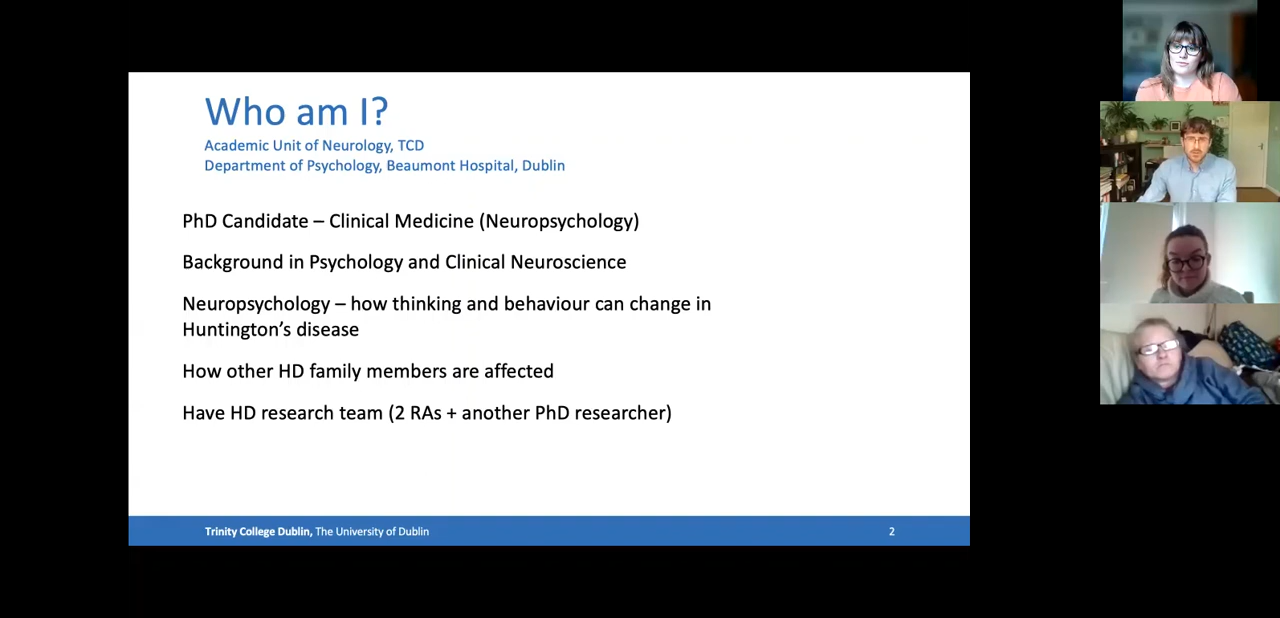 Who am I?
Academic Unit of Neurology, TCD
Department of Psychology, Beaumont Hospital, Dublin
PhD Candidate – Clinical Medicine (Neuropsychology)
Background in Psychology and Clinical Neuroscience
Neuropsychology – how thinking and behaviour can change in
Huntington’s disease
How other HD family members are affected
Have HD research team (2 RAs + another PhD researcher)
Trinity College Dublin, The University of Dublin
2